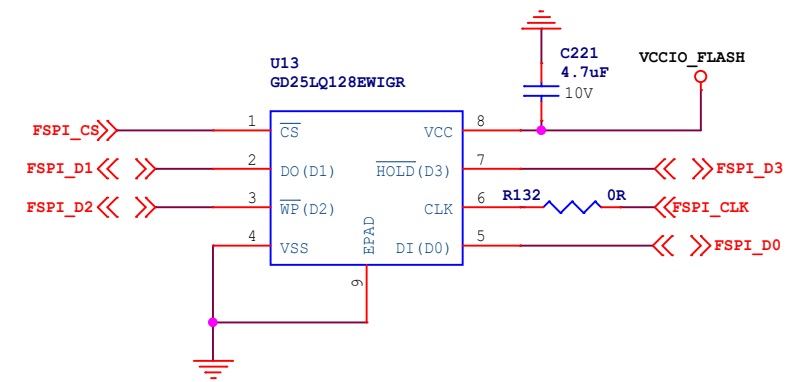 U13
GD25LQ128EWIGR
C221
4.7uF
10V
VCCIO_FLASH
FSPI_CS
1
CS
VCC
8
FSPI_D1
2
DO(D1)
HOLD(D3)
7
FSPI_D3
FSPI_D2
3
WP(D2)
CLK
6
R132
0R
FSPI_CLK
4
VSS
EPAD
DI(D0)
5
FSPI_D0
9